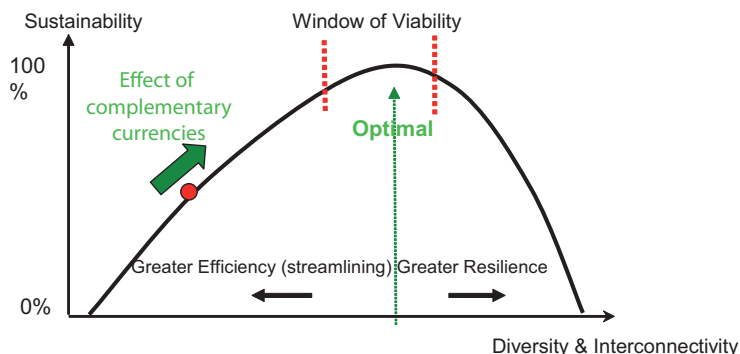 Sustainability
Window of Viability
100
%
Effect of
complementary
currencies
Optimal
Greater Efficiency (streamlining)
Greater Resilience
0%
Diversity & Interconnectivity